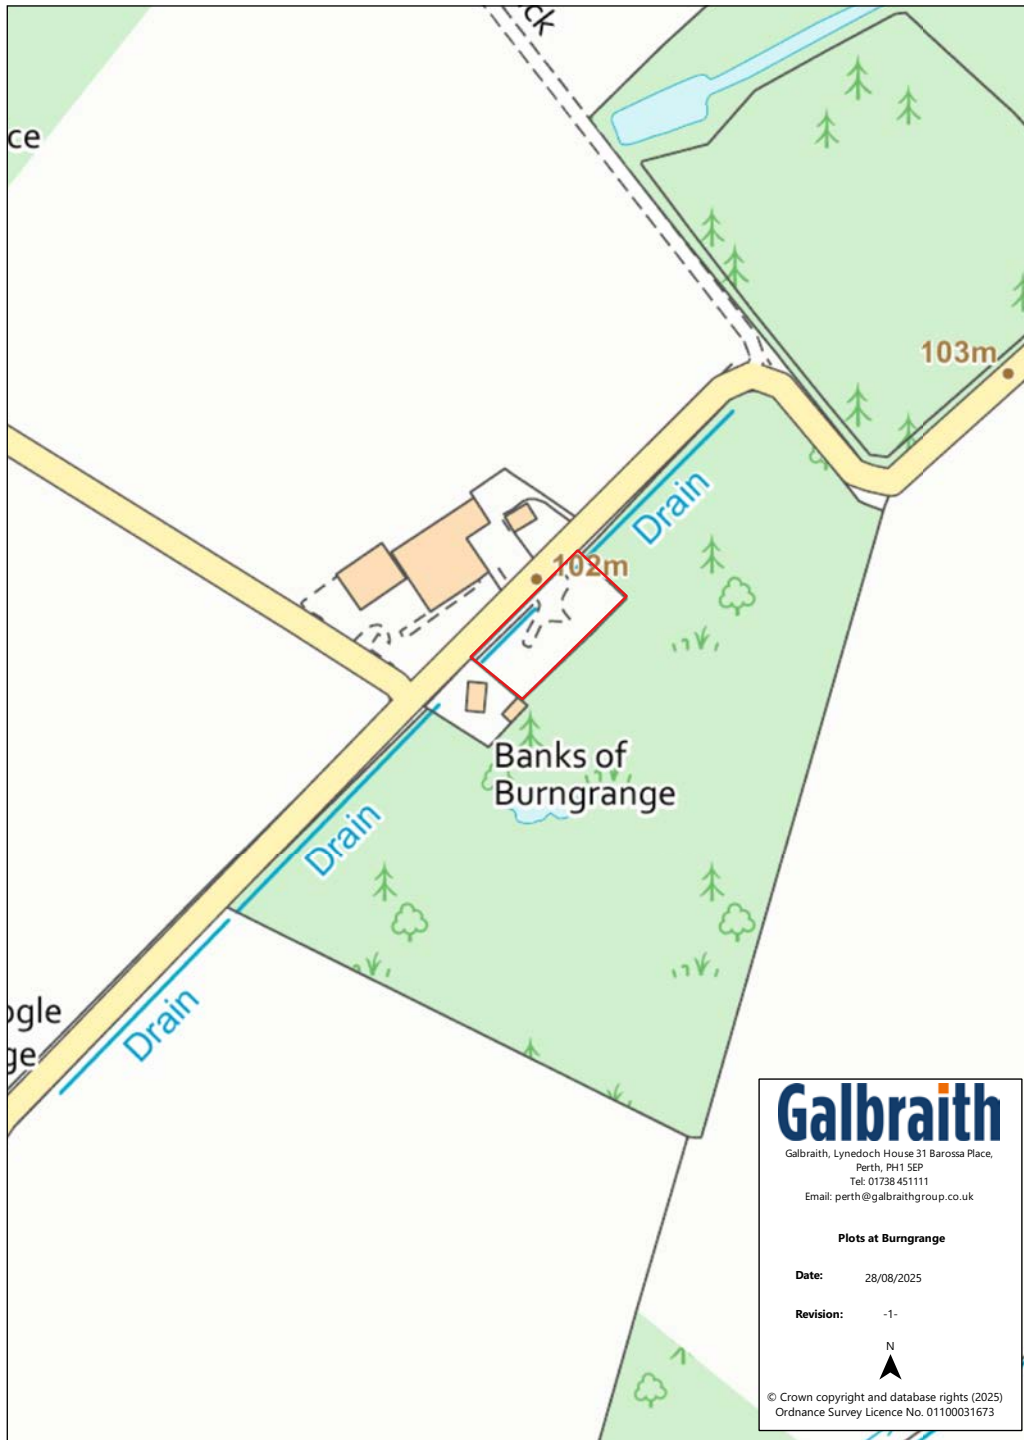 ck
ce
103m
Drain
102m
Banks of
Burngrange
Drain
ogle
ge
Drain
Galbraith
Galbraith, Lynedoch House 31 Barossa Place,
Perth, PH1 5EP
Tel: 01738 451111
Email: perth@galbraithgroup.co.uk
Plots at Burngrange
Date: 28/08/2025
Revision: -1-
N
© Crown copyright and database rights (2025)
Ordnance Survey Licence No. 01100031673